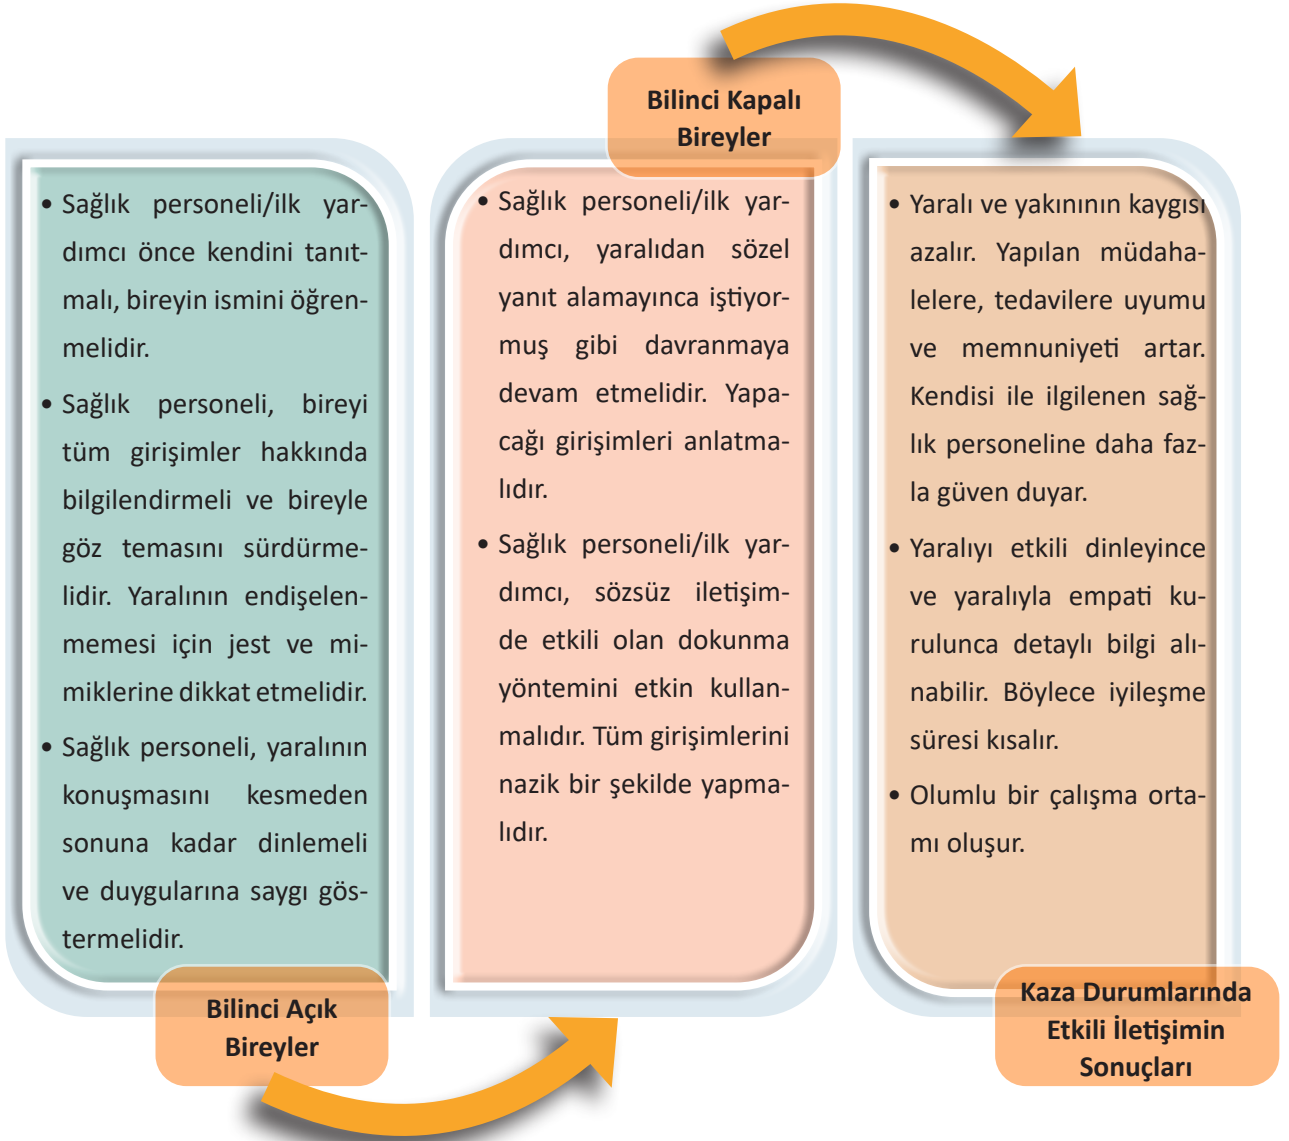 • Sağlık personeli/ilk yar-
dımcı önce kendini tanıt-
malı, bireyin ismini öğren-
melidir.
• Sağlık personeli, bireyi
tüm girişimler hakkında
bilgilendirmeli ve bireyle
göz temasını sürdürme-
lidir. Yaralının endişelen-
memesi için jest ve mi-
miklerine dikkat etmelidir.
• Sağlık personeli, yaralının
konuşmasını kesmeden
sonuna kadar dinlemeli
ve duygularına saygı gös-
termelidir.
Bilinci Açık
Bireyler
Bilinci Kapalı
Bireyler
• Sağlık personeli/ilk yar-
dımcı, yaralıdan sözel
yanıt alamayınca iştiyor-
muş gibi davranmaya
devam etmelidir. Yapa-
cağı girişimleri anlatma-
lıdır.
• Sağlık personeli/ilk yar-
dımcı, sözsüz iletişim-
de etkili olan dokunma
yöntemini etkin kullan-
malıdır. Tüm girişimlerini
nazik bir şekilde yapma-
lıdır.
• Yaralı ve yakınının kaygısı
azalır. Yapılan müdaha-
lelere, tedavilere uyumu
ve memnuniyeti artar.
Kendisi ile ilgilenen sağ-
lık personeline daha faz-
la güven duyar.
• Yaralıyı etkili dinleyince
ve yaralıyla empati ku-
rulunca detaylı bilgi alı-
nabilir. Böylece iyileşme
süresi kısalır.
• Olumlu bir çalışma orta-
mı oluşur.
Kaza Durumlarında
Etkili İletişimin
Sonuçları